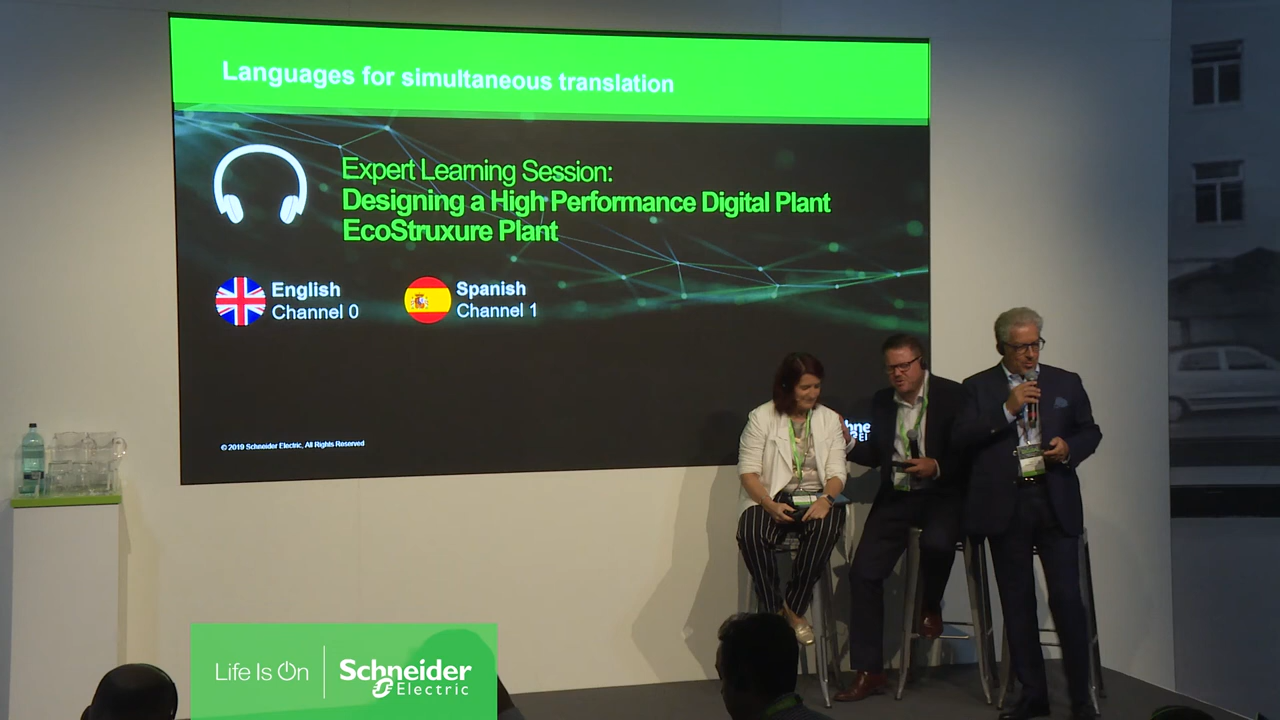 Languages for simultaneous translation
Expert Learning Session:
Designing a High Performance Digital Plant
EcoStruxure Plant
English
Channel 0
Spanish
Channel 1
© 2019 Schneider Electric, All Rights Reserved
Life Is On
Schneider
Electric